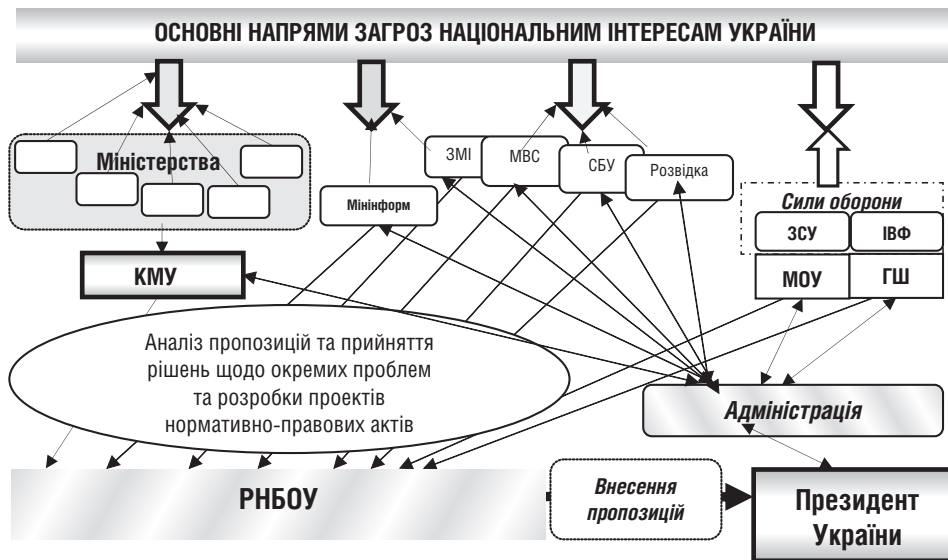 ОСНОВНІ НАПРЯМИ ЗАГРОЗ НАЦІОНАЛЬНИМ ІНТЕРЕСАМ УКРАЇНИ
Міністерства
ЗМІ
МВС
СБУ
Розвідка
Мінінформ
Сили оборони
ЗСУ
ІВФ
МОУ
ГШ
КМУ
Аналіз пропозицій та прийняття
рішень щодо окремих проблем
та розробки проектів
нормативно-правових актів
Адміністрація
РНБОУ
Внесення
пропозицій
Президент
України